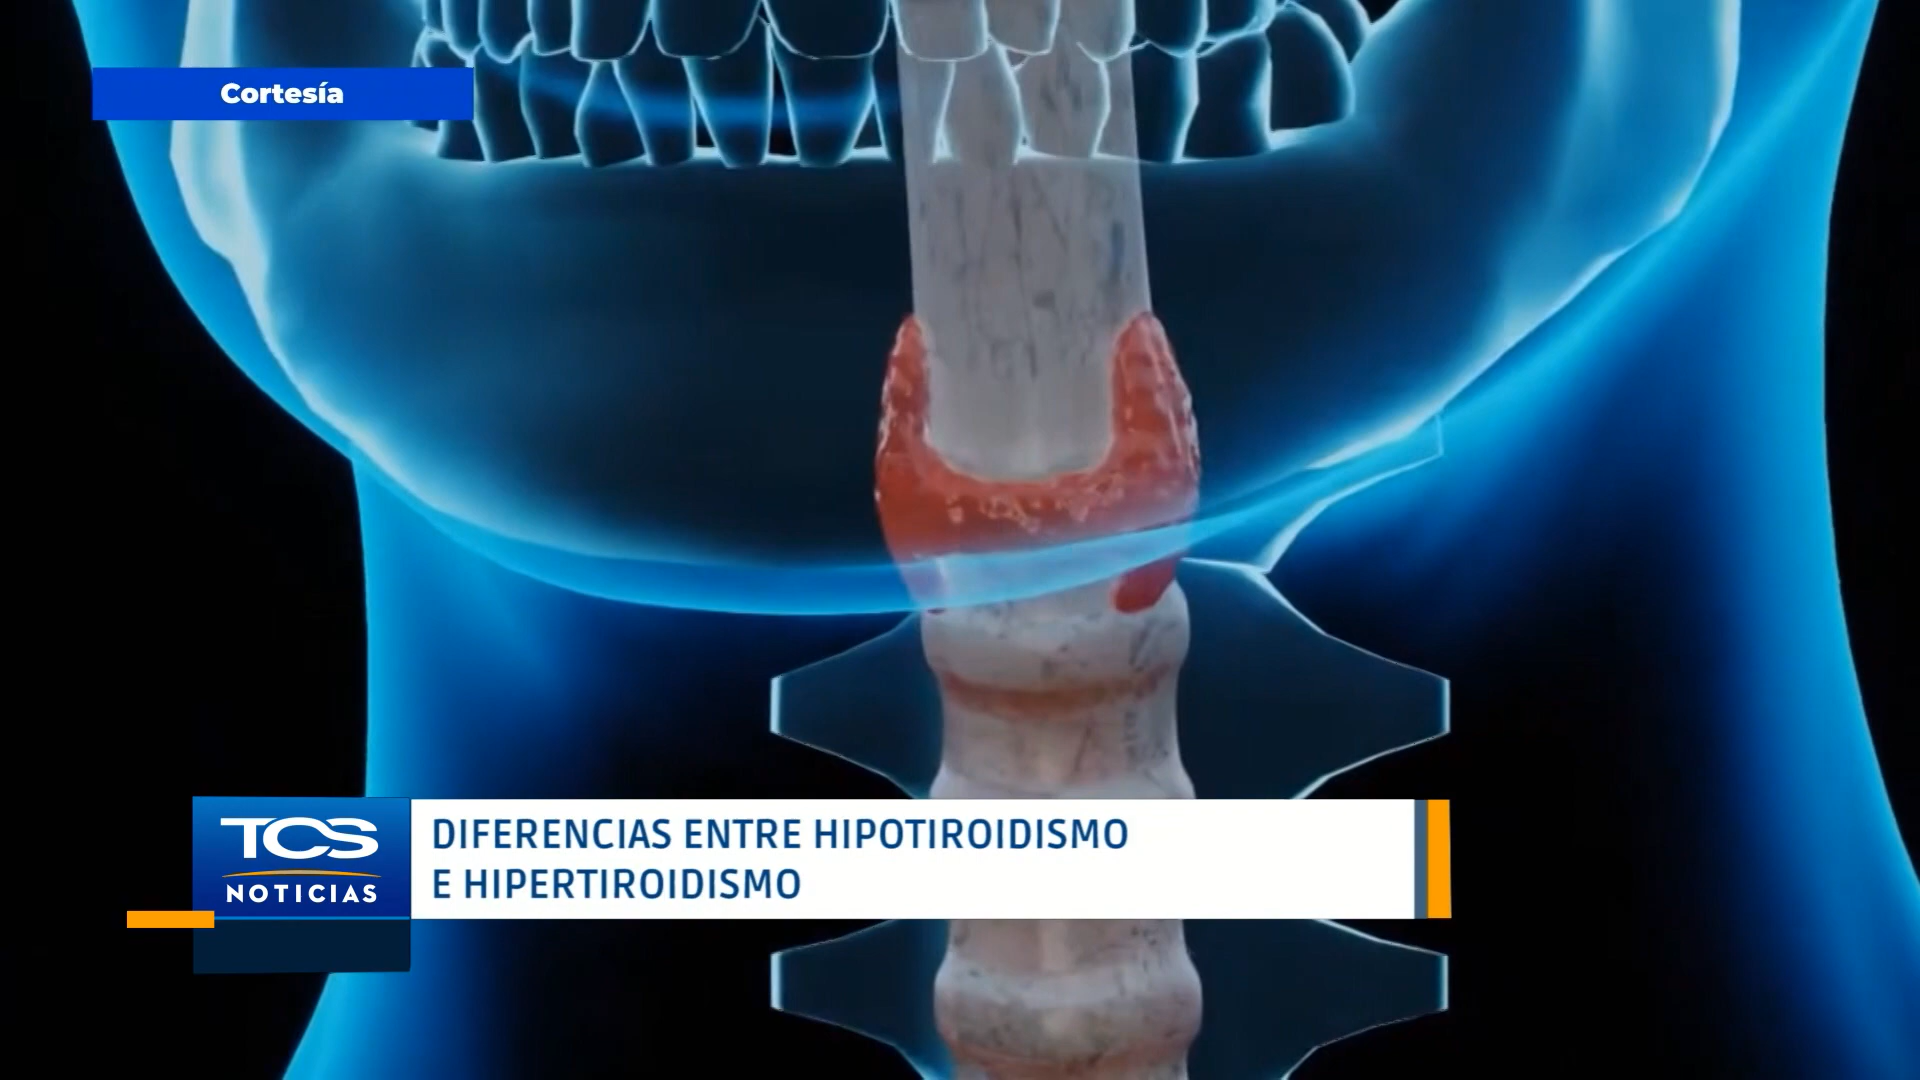 Cortesía
TCS
NOTICIAS
DIFERENCIAS ENTRE HIPOTIROIDISMO
E HIPERTIROIDISMO